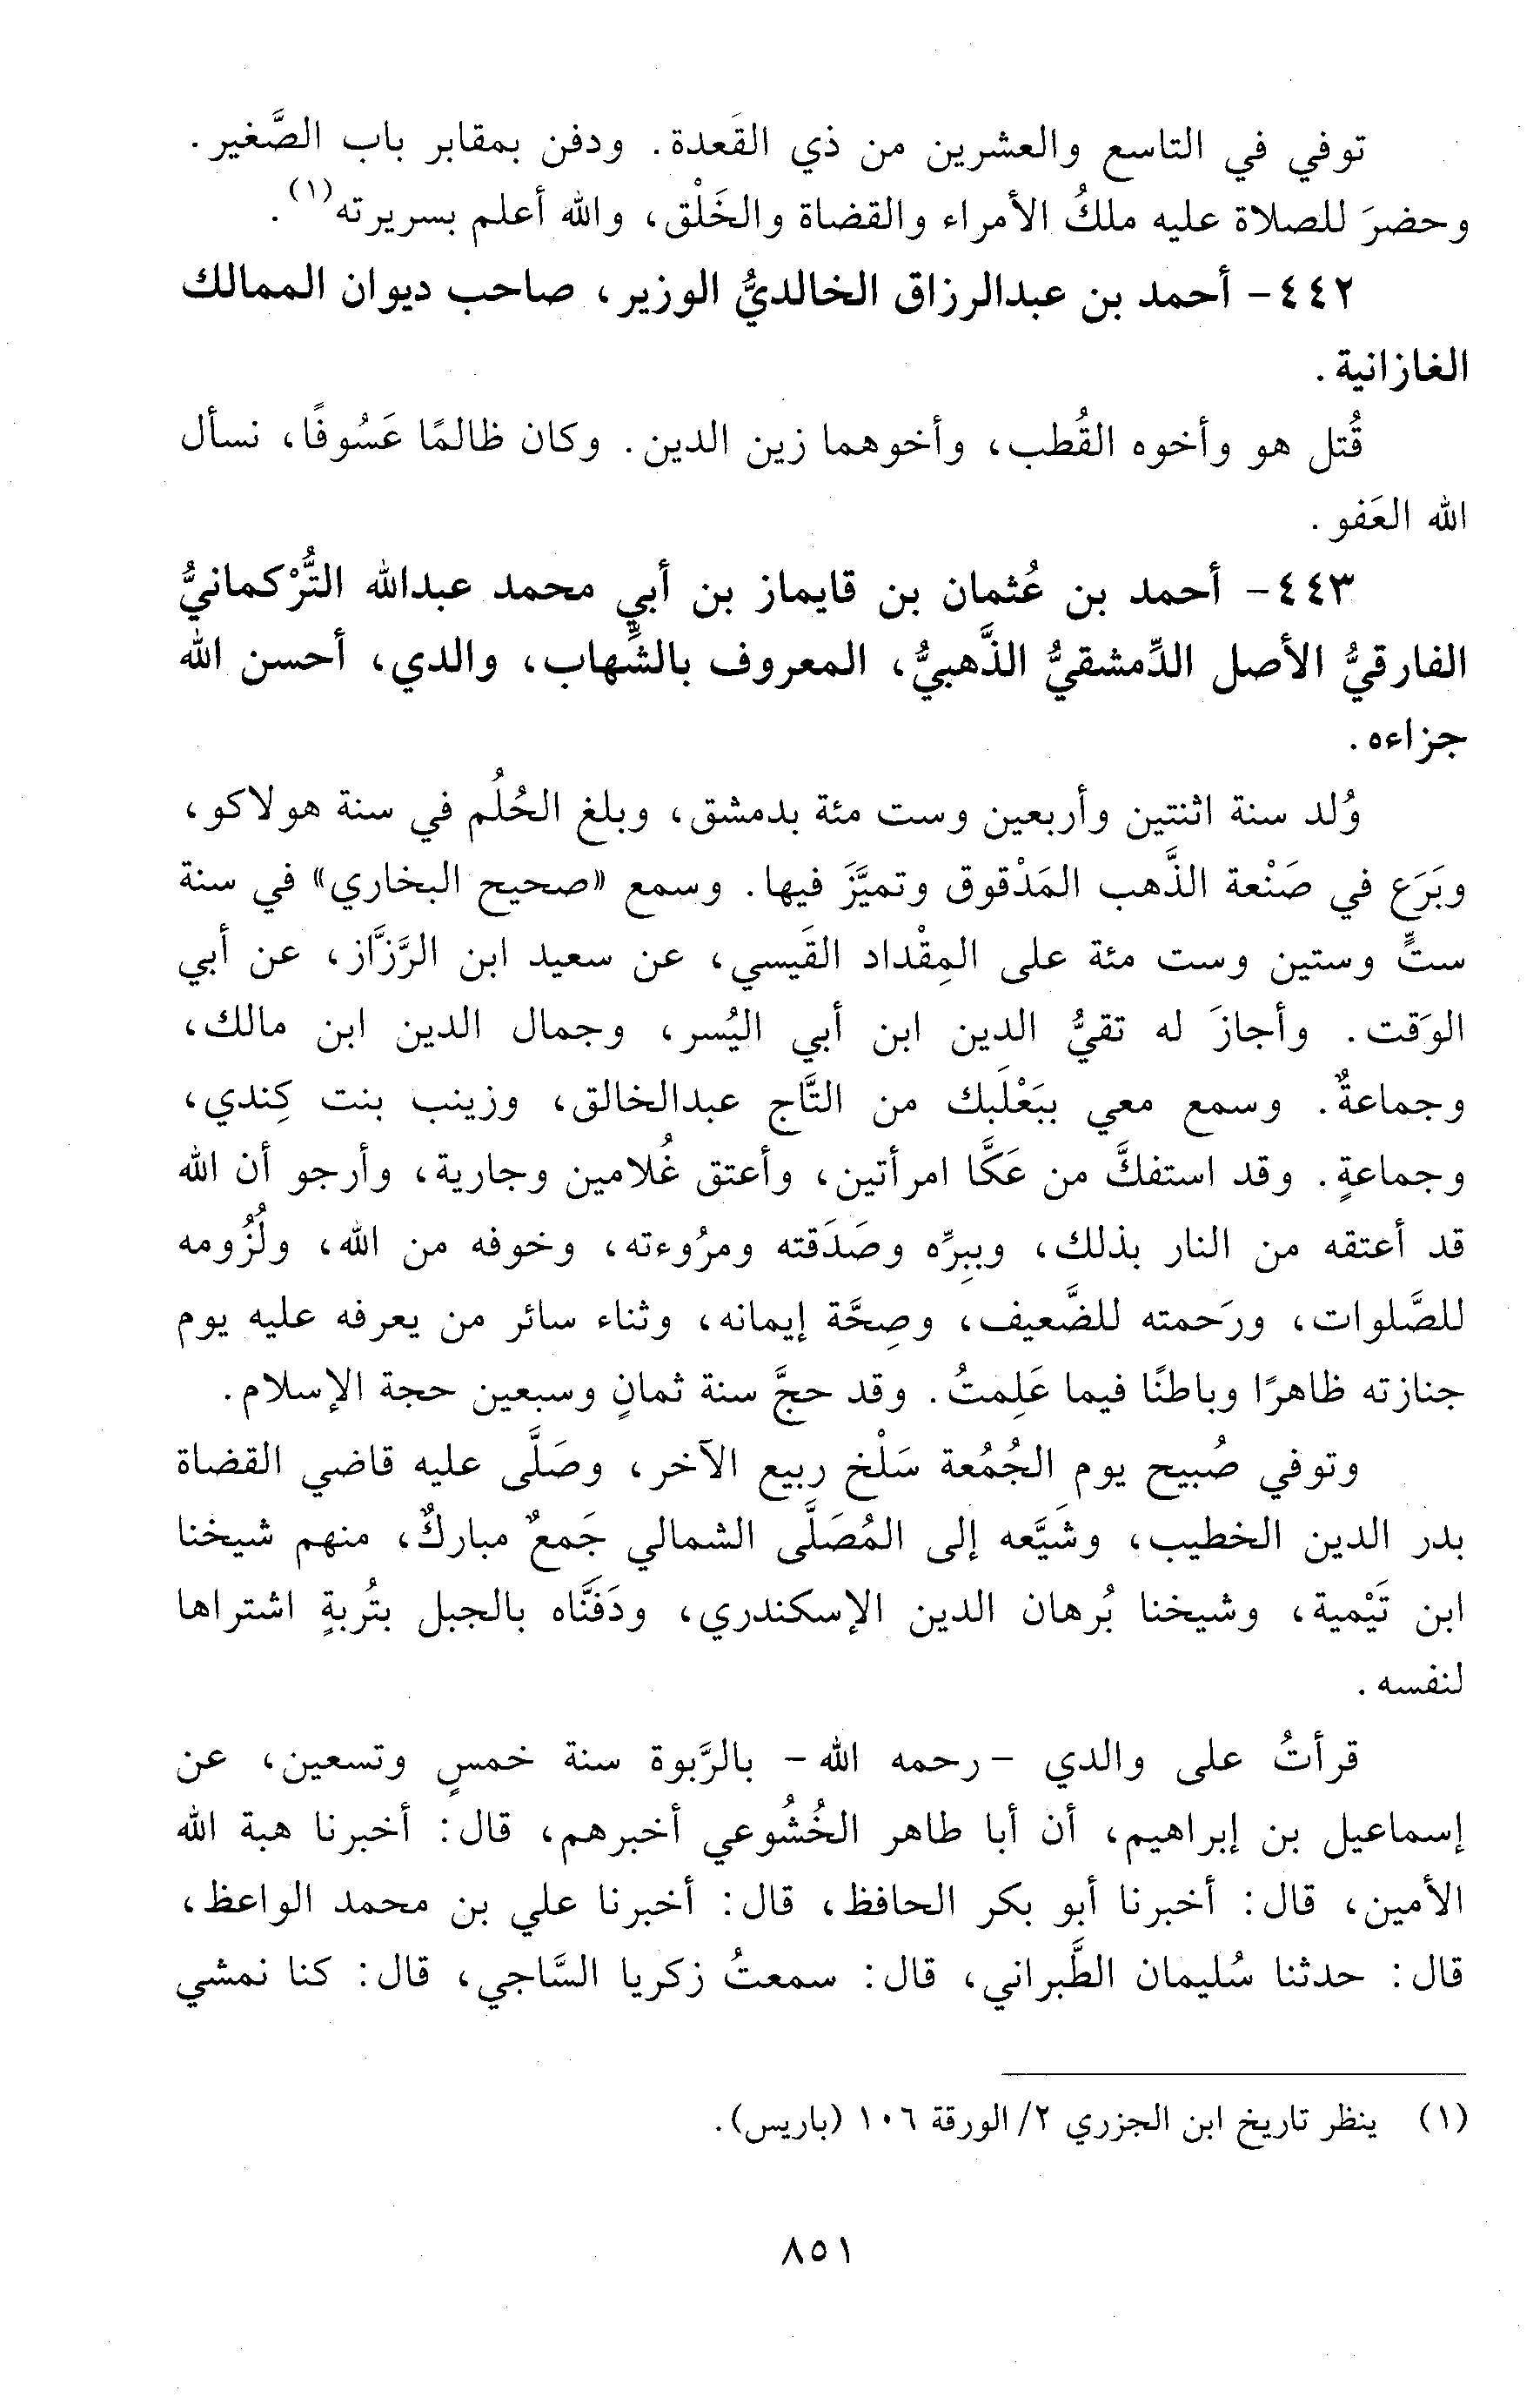 توفي في التاسع والعشرين من ذي القَعدة. ودفن بمقابر باب الصَّغير.
وحضرَ للصلاة عليه ملكُ الأمراء والقضاة والخَلْق، والله أعلم بسريرته(١).
٤٤٢- أحمد بن عبدالرزاق الخالديُّ الوزير، صاحب ديوان الممالك
الغازانية.
قُتل هو وأخوه القُطب، وأخوهما زين الدين. وكان ظالمًا عَسُوفًا، نسأل
الله العَفو.
٤٤٣- أحمد بن عُثمان بن قايماز بن أبي محمد عبدالله التُّرْكمانيُّ
الفارقيُّ الأصل الدِّمشقيُّ الذَّهبيُّ، المعروف بالشِّهاب، والدي، أحسن الله
جزاءه.
وُلد سنة اثنتين وأربعين وست مئة بدمشق، وبلغ الحُلُم في سنة هولاكو،
وبَرَع في صَنْعة الذَّهب المَدْقوق وتميَّزَ فيها. وسمع «صحيح البخاري» في سنة
ستٍّ وستين وست مئة على المِقْداد القَيسي، عن سعيد ابن الرَّزَّاز، عن أبي
الوَقت. وأجازَ له تقيُّ الدين ابن أبي اليُسر، وجمال الدين ابن مالك،
وجماعةٌ. وسمع معي ببَعْلَبك من التَّاج عبدالخالق، وزينب بنت كِندي،
وجماعةٍ. وقد استفكَّ من عَكَّا امرأتين، وأعتق غُلامين وجارية، وأرجو أن الله
قد أعتقه من النار بذلك، وببِرِّه وصَدَقته ومرُوءته، وخوفه من الله، ولُزُومه
للصَّلوات، ورَحمته للضَّعيف، وصِحَّة إيمانه، وثناء سائر من يعرفه عليه يوم
جنازته ظاهرًا وباطنًا فيما عَلِمتُ. وقد حجَّ سنة ثمانٍ وسبعين حجة الإسلام.
وتوفي صُبيح يوم الجُمُعة سَلْخ ربيع الآخر، وصَلَّى عليه قاضي القضاة
بدر الدين الخطيب، وشَيَّعه إلى المُصَلَّى الشمالي جَمعٌ مباركٌ، منهم شيخنا
ابن تَيْمية، وشيخنا بُرهان الدين الإسكندري، ودَفَنَّاه بالجبل بتُربةٍ اشتراها
لنفسه.
قرأتُ على والدي -رحمه الله- بالرَّبوة سنة خمسٍ وتسعين، عن
إسماعيل بن إبراهيم، أن أبا طاهر الخُشُوعي أخبرهم، قال: أخبرنا هبة الله
الأمين، قال: أخبرنا أبو بكر الحافظ، قال: أخبرنا علي بن محمد الواعظ،
قال: حدثنا سُليمان الطَّبراني، قال: سمعتُ زكريا السَّاجي، قال: كنا نمشي
(١) ينظر تاريخ ابن الجزري ٢/ الورقة ١٠٦ (باريس).
٨٥١